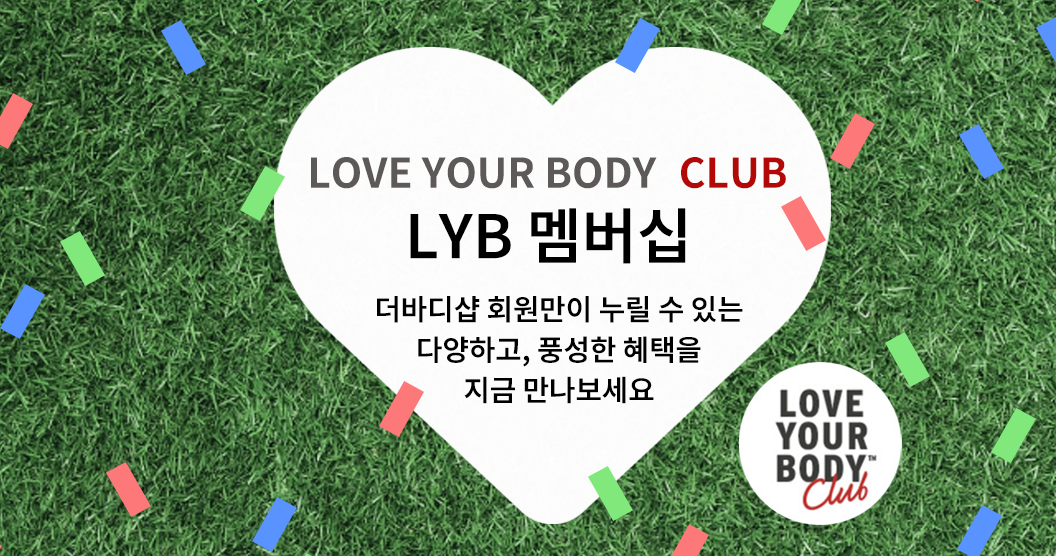 LOVE YOUR BODY CLUB
LYB 멤버십
더바디샵 회원만이 누릴 수 있는
다양하고, 풍성한 혜택을
지금 만나보세요
LOVE
YOUR
BODY™
Club